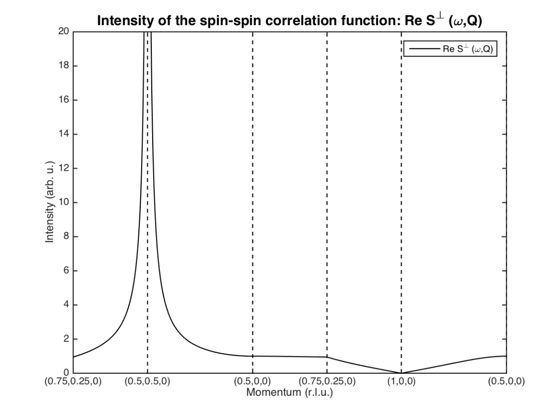 Intensity of the spin-spin correlation function: Re S⊥ (ω,Q)
Re S⊥ (ω,Q)
Intensity (arb. u.)
20
18
16
14
12
10
8
6
4
2
0
(0.75,0.25,0) (0.5,0.5,0) (0.5,0,0) (0.75,0.25,0) (1,0,0) (0.5,0,0)
Momentum (r.l.u.)